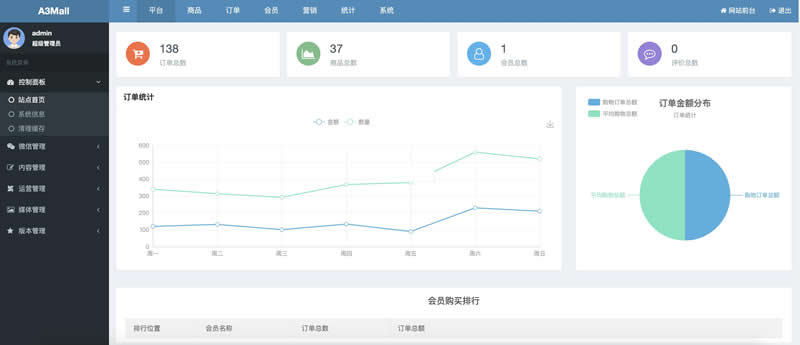 A3Mall
平台 商品 订单 会员 营销 统计 系统
网站前台 退出
admin
超级管理员
138
订单总数
37
商品总数
1
会员总数
0
评价总数
控制面板
站点首页
系统信息
清理缓存
微信管理
内容管理
运营管理
媒体管理
版本管理
订单统计
金额 数量
600
500
400
300
200
100
0
周一 周二 周三 周四 周五 周六 周日
购物订单总额
平均购物总额
订单金额分布
订单统计
平均购物总额
购物订单总额
会员购买排行
排行位置 会员名称 订单总数 订单总额